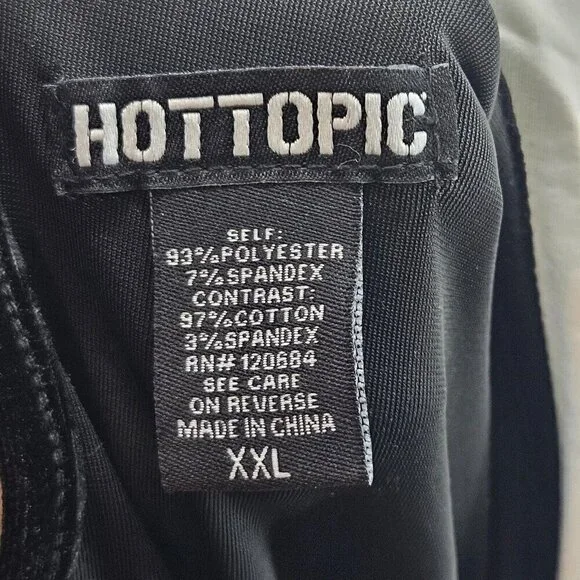 HOTTOPIC
SELF:
93%POLYESTER
7%SPANDEX
CONTRAST:
97%COTTON
3%SPANDEX
RN# 120684
SEE CARE
ON REVERSE
MADE IN CHINA
XXL